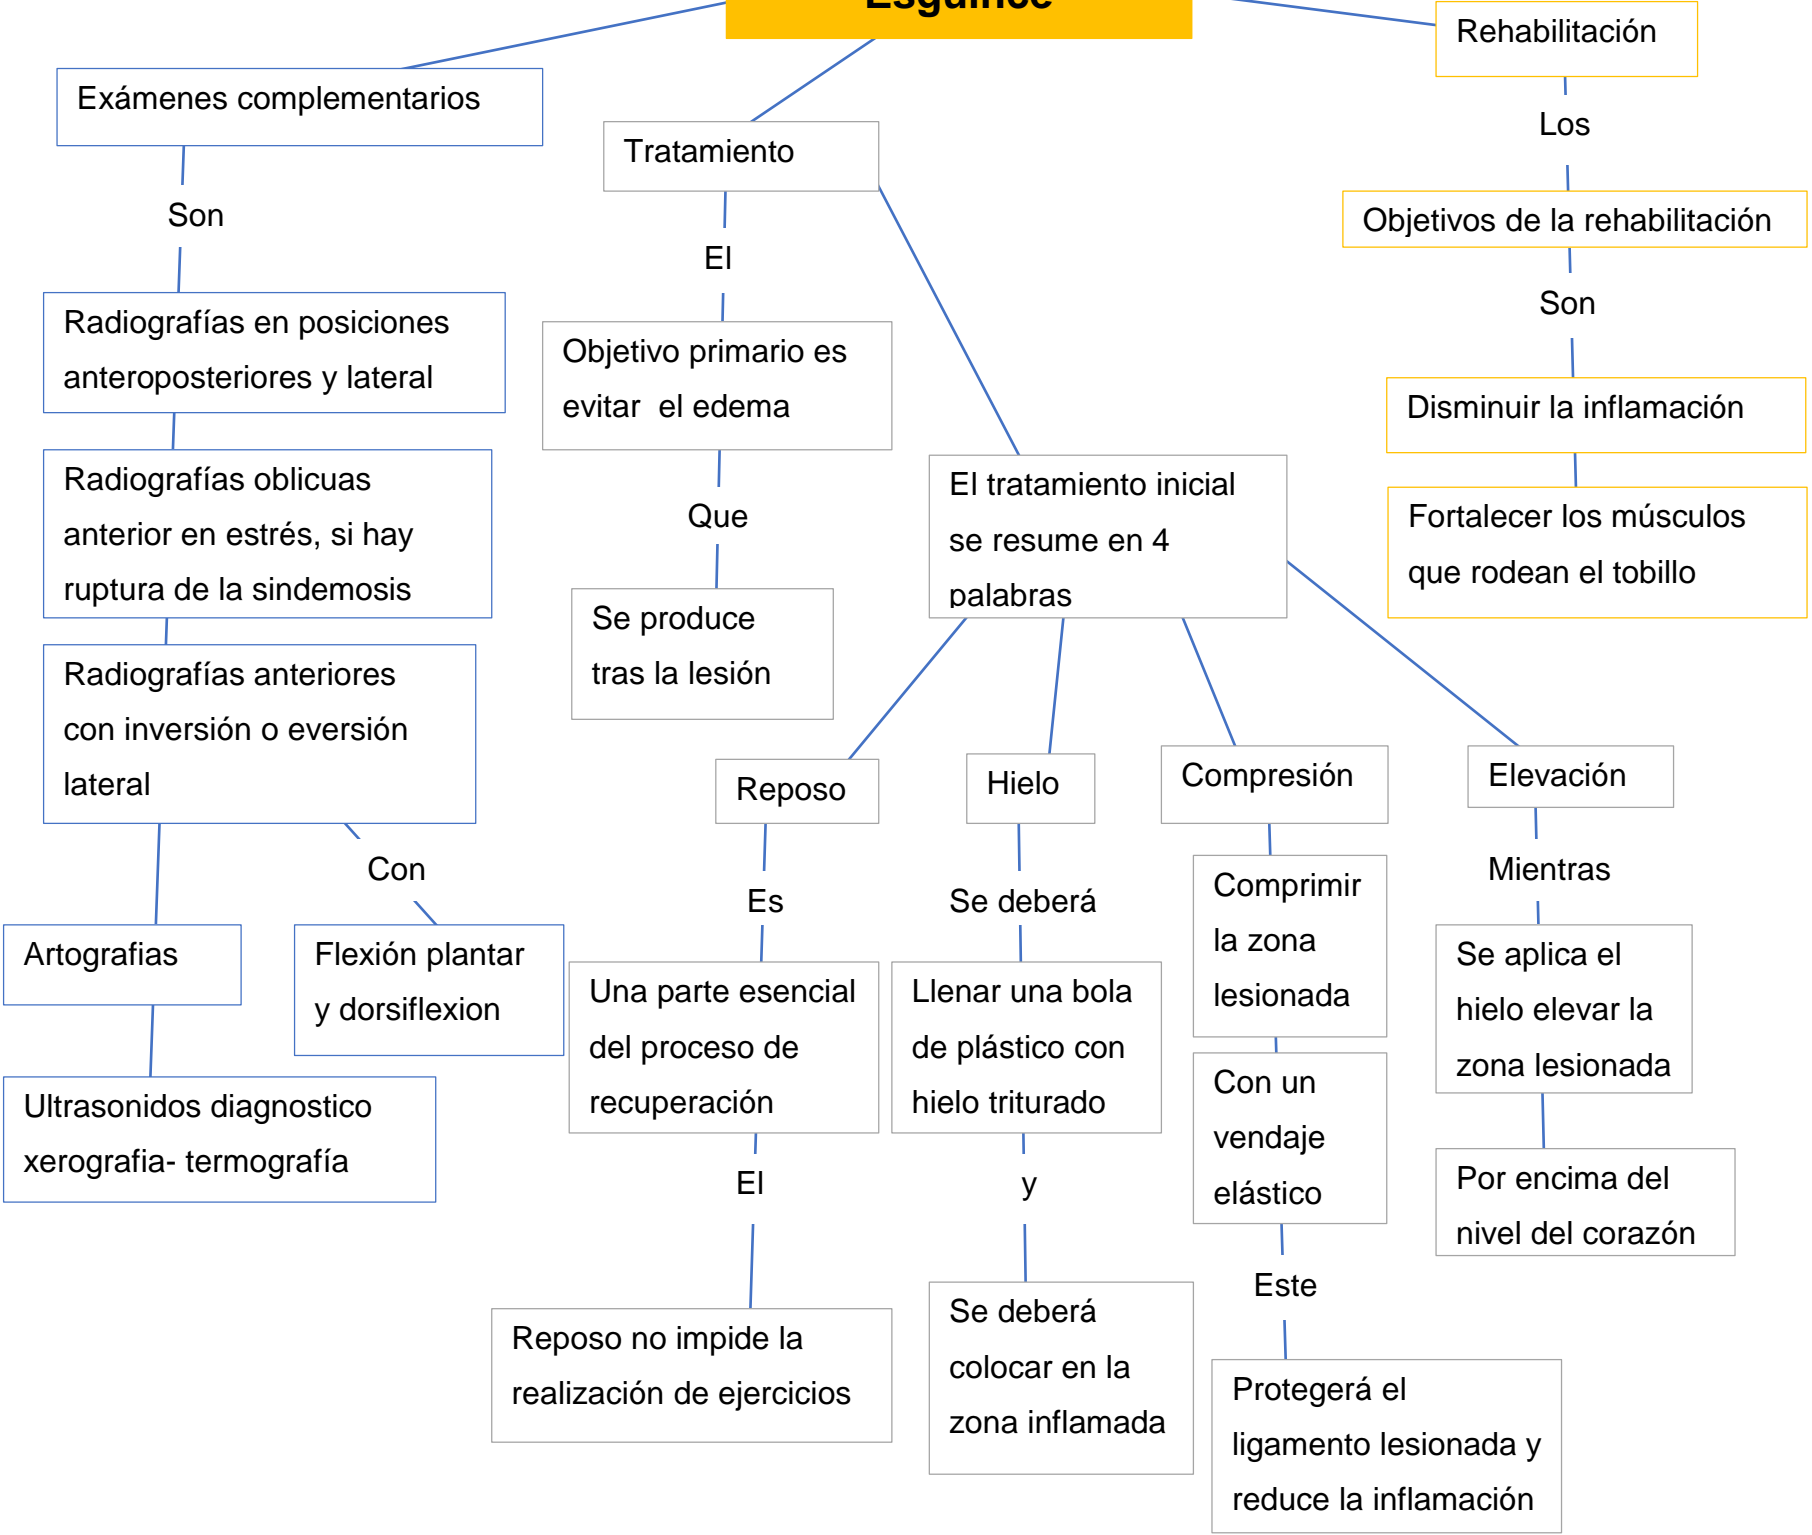 Esguince
Exámenes complementarios
Son
Radiografías en posiciones
anteroposteriores y lateral
Radiografías oblicuas
anterior en estrés, si hay
ruptura de la sindemosis
Radiografías anteriores
con inversión o eversión
lateral
Artografias
Ultrasonidos diagnostico
xerografia- termografía
Con
Flexión plantar
y dorsiflexion
Tratamiento
El
Objetivo primario es
evitar  el edema
Que
Se produce
tras la lesión
El tratamiento inicial
se resume en 4
palabras
Reposo
Es
Una parte esencial
del proceso de
recuperación
El
Reposo no impide la
realización de ejercicios
Hielo
Se deberá
Llenar una bola
de plástico con
hielo triturado
y
Se deberá
colocar en la
zona inflamada
Compresión
Comprimir
la zona
lesionada
Con un
vendaje
elástico
Este
Protegerá el
ligamento lesionada y
reduce la inflamación
Elevación
Mientras
Se aplica el
hielo elevar la
zona lesionada
Por encima del
nivel del corazón
Rehabilitación
Los
Objetivos de la rehabilitación
Son
Disminuir la inflamación
Fortalecer los músculos
que rodean el tobillo